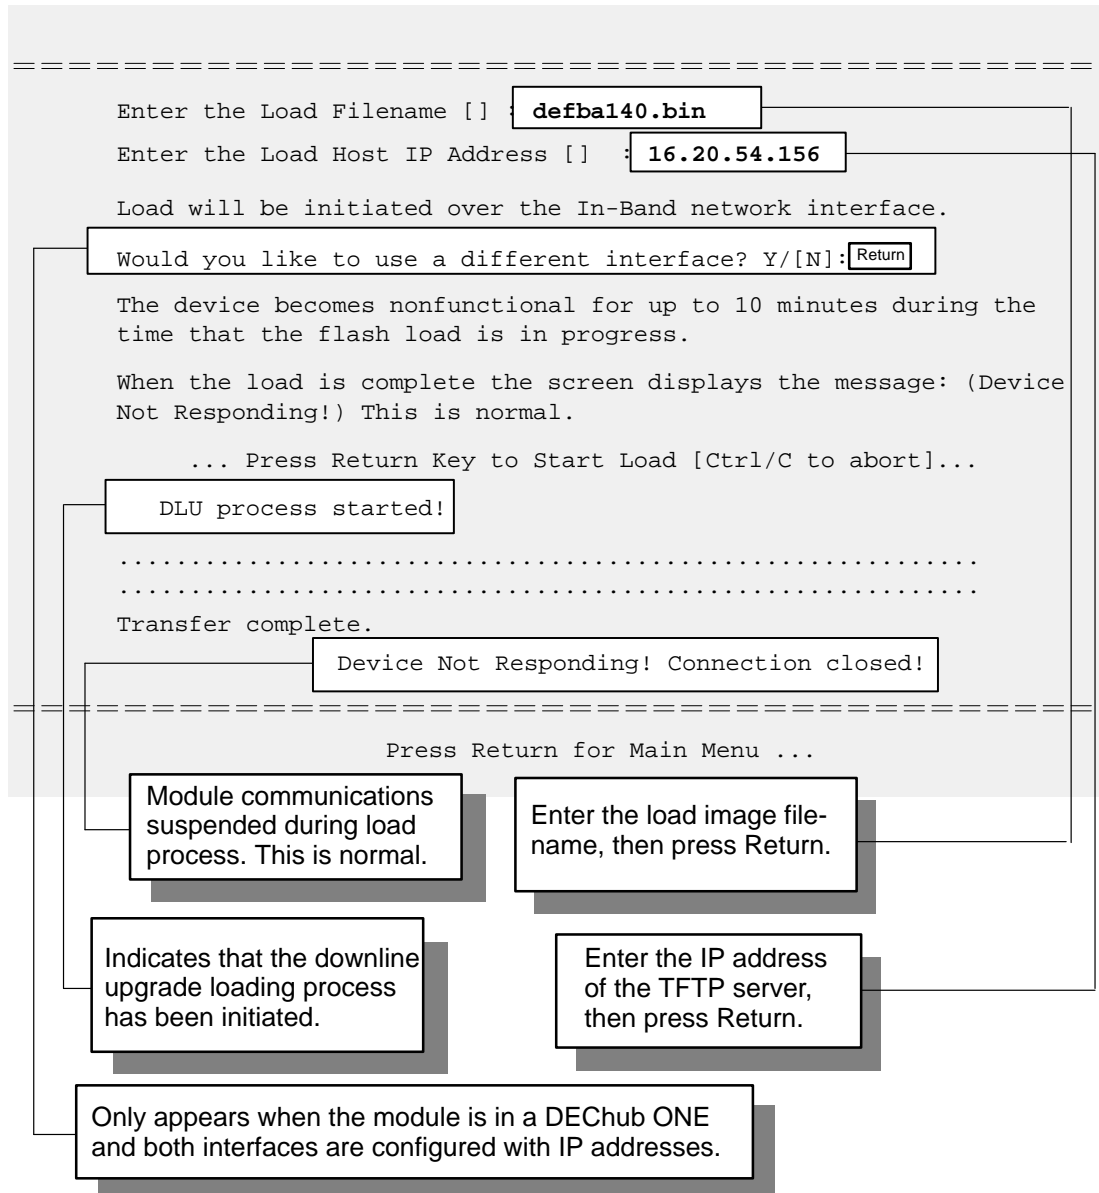 ==========================================
Enter the Load Filename [] : defba140.bin
Enter the Load Host IP Address [] : 16.20.54.156
Load will be initiated over the In-Band network interface.
Would you like to use a different interface? Y/[N]: Return
The device becomes nonfunctional for up to 10 minutes during the
time that the flash load is in progress.
When the load is complete the screen displays the message: (Device
Not Responding!) This is normal.
... Press Return Key to Start Load [Ctrl/C to abort]...
DLU process started!
............................................................
............................................................
Transfer complete.
Device Not Responding! Connection closed!
==========================================
Press Return for Main Menu ...
Module communications
suspended during load
process. This is normal.
Enter the load image file-
name, then press Return.
Indicates that the downline
upgrade loading process
has been initiated.
Enter the IP address
of the TFTP server,
then press Return.
Only appears when the module is in a DEChub ONE
and both interfaces are configured with IP addresses.